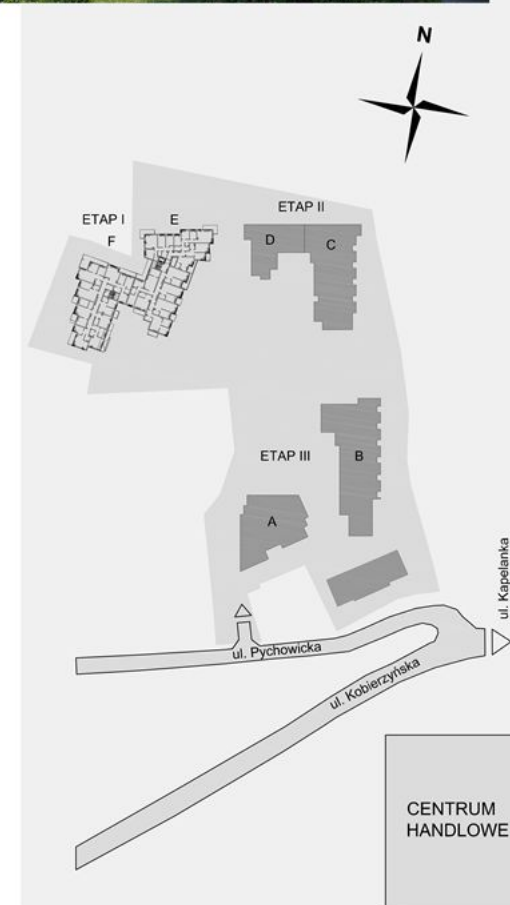 N
ETAP II
ETAP I
E
F
D
C
ETAP III
B
A
ul. Kapelanka
ul. Pychowicka
ul. Kobierzyńska
CENTRUM
HANDLOWE